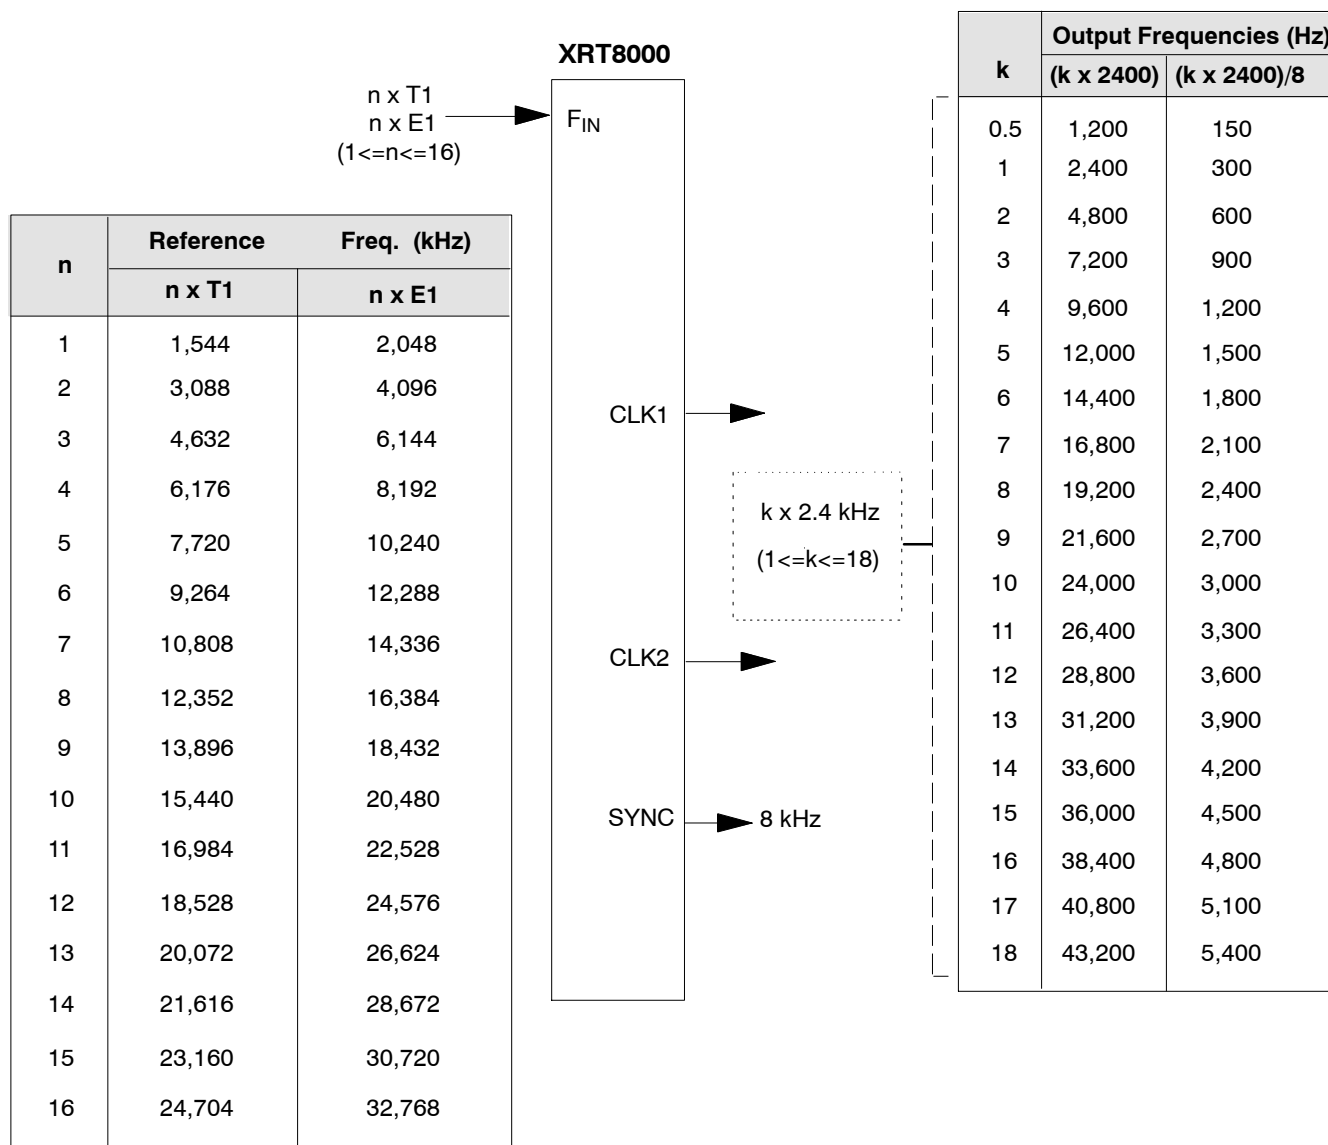 XRT8000
n x T1
n x E1
(1<=n<=16)
FIN
CLK1
CLK2
SYNC
8 kHz
k x 2.4 kHz
(1<=k<=18)
n Reference Freq. (kHz)
n x T1 n x E1
1 1,544 2,048
2 3,088 4,096
3 4,632 6,144
4 6,176 8,192
5 7,720 10,240
6 9,264 12,288
7 10,808 14,336
8 12,352 16,384
9 13,896 18,432
10 15,440 20,480
11 16,984 22,528
12 18,528 24,576
13 20,072 26,624
14 21,616 28,672
15 23,160 30,720
16 24,704 32,768
k Output Frequencies (Hz)
(k x 2400) (k x 2400)/8
0.5 1,200 150
1 2,400 300
2 4,800 600
3 7,200 900
4 9,600 1,200
5 12,000 1,500
6 14,400 1,800
7 16,800 2,100
8 19,200 2,400
9 21,600 2,700
10 24,000 3,000
11 26,400 3,300
12 28,800 3,600
13 31,200 3,900
14 33,600 4,200
15 36,000 4,500
16 38,400 4,800
17 40,800 5,100
18 43,200 5,400